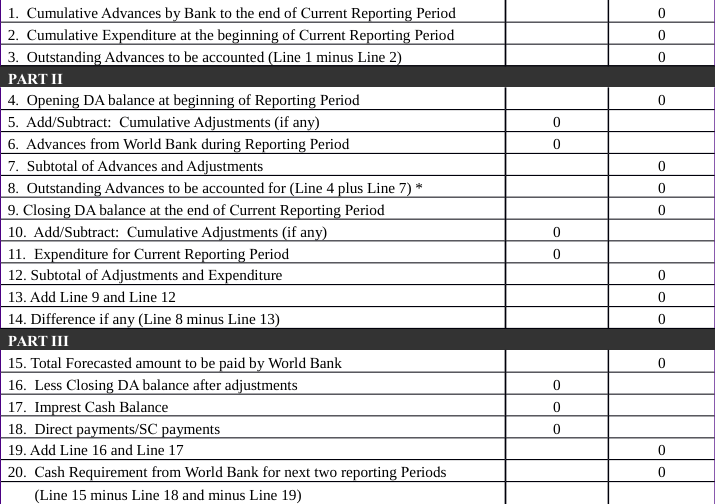 1. Cumulative Advances by Bank to the end of Current Reporting Period 0
2. Cumulative Expenditure at the beginning of Current Reporting Period 0
3. Outstanding Advances to be accounted (Line 1 minus Line 2) 0
PART II
4. Opening DA balance at beginning of Reporting Period 0
5. Add/Subtract: Cumulative Adjustments (if any) 0
6. Advances from World Bank during Reporting Period 0
7. Subtotal of Advances and Adjustments 0
8. Outstanding Advances to be accounted for (Line 4 plus Line 7) * 0
9. Closing DA balance at the end of Current Reporting Period 0
10. Add/Subtract: Cumulative Adjustments (if any) 0
11. Expenditure for Current Reporting Period 0
12. Subtotal of Adjustments and Expenditure 0
13. Add Line 9 and Line 12 0
14. Difference if any (Line 8 minus Line 13) 0
PART III
15. Total Forecasted amount to be paid by World Bank 0
16. Less Closing DA balance after adjustments 0
17. Imprest Cash Balance 0
18. Direct payments/SC payments 0
19. Add Line 16 and Line 17 0
20. Cash Requirement from World Bank for next two reporting Periods 0
(Line 15 minus Line 18 and minus Line 19)